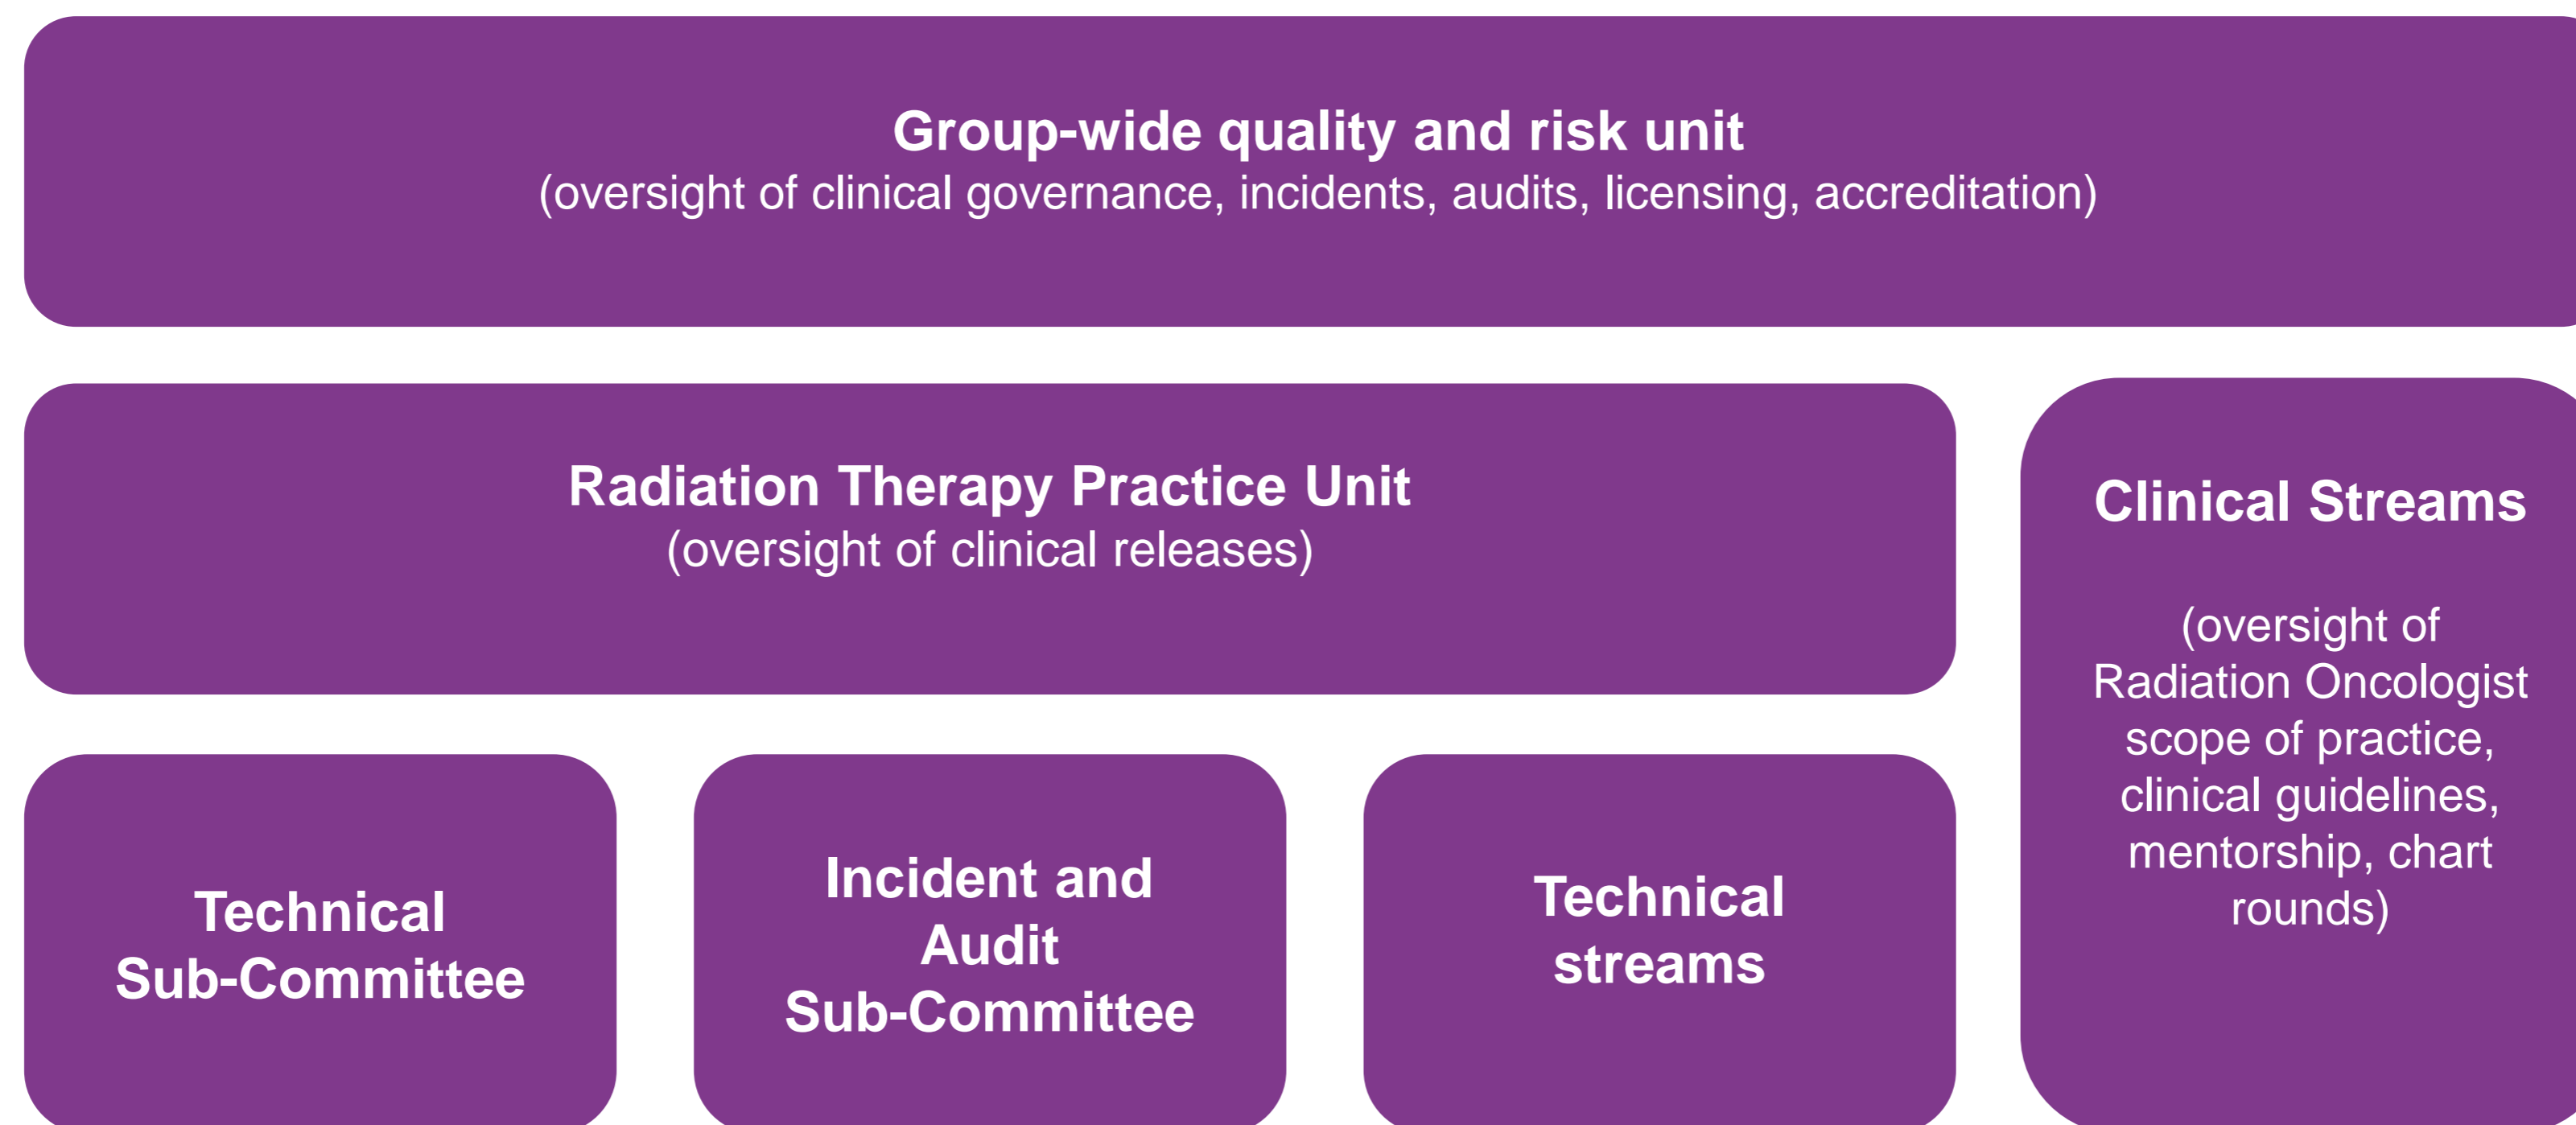 Group-wide quality and risk unit
(oversight of clinical governance, incidents, audits, licensing, accreditation)
Radiation Therapy Practice Unit
(oversight of clinical releases)
Clinical Streams
(oversight of
Radiation Oncologist
scope of practice,
clinical guidelines,
mentorship, chart
rounds)
Technical
Sub-Committee
Incident and
Audit
Sub-Committee
Technical
streams